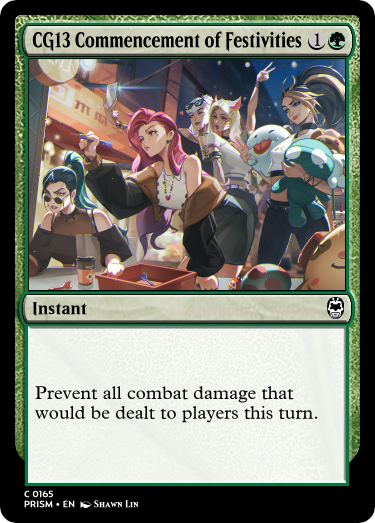 CG13 Commencement of Festivities 1
Instant
Prevent all combat damage that
would be dealt to players this turn.
C 0165
PRISM • EN Shawn Lin